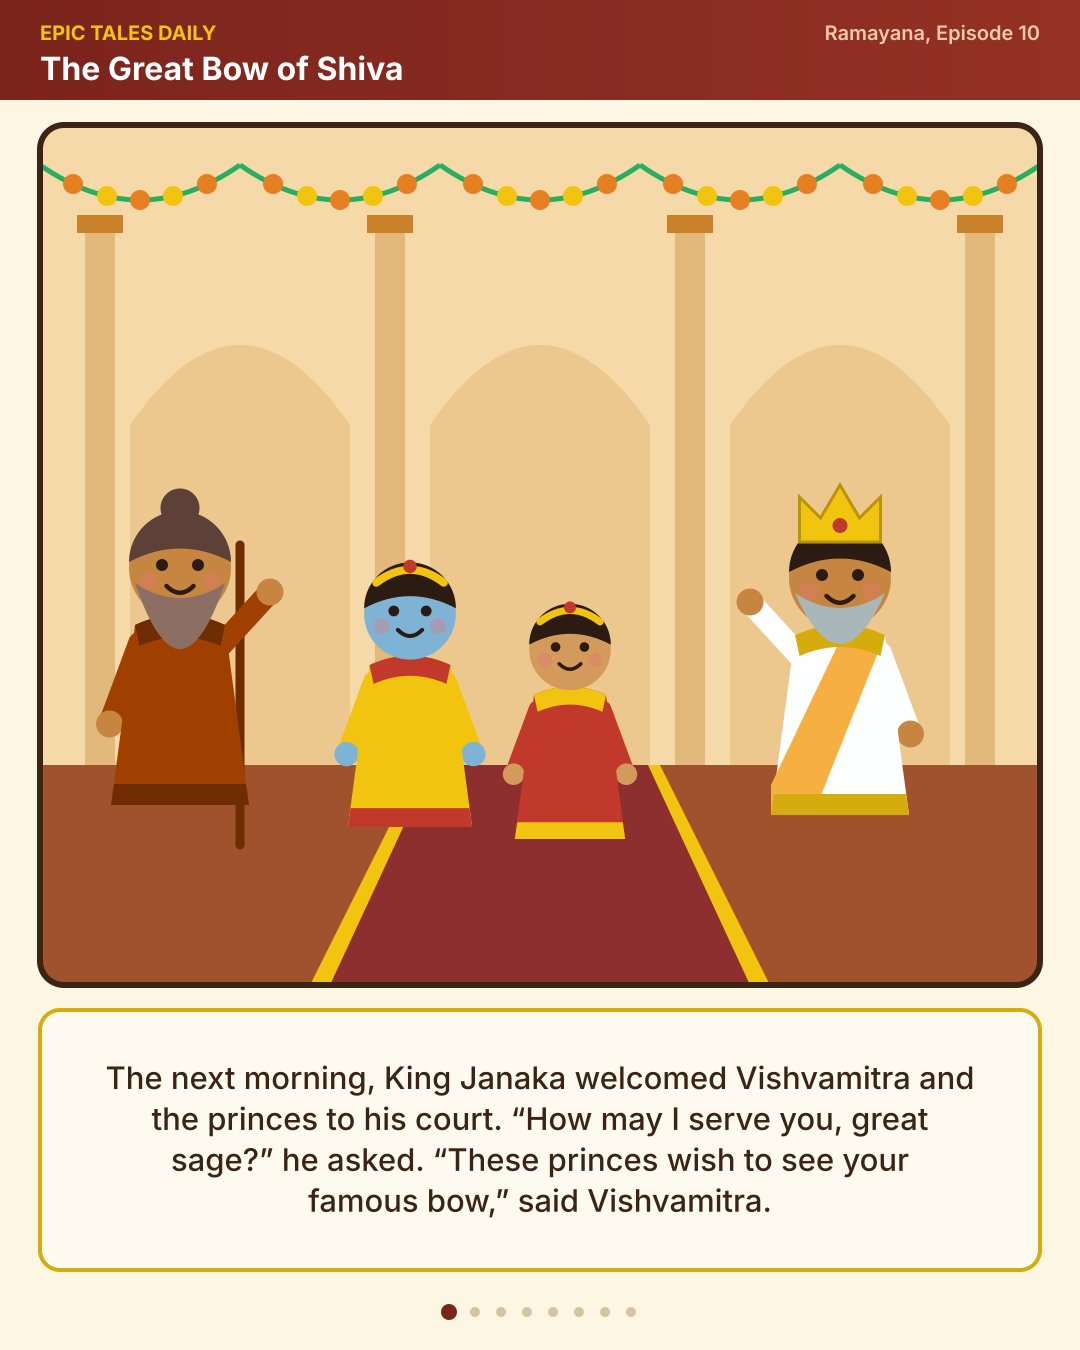 EPIC TALES DAILY
Ramayana, Episode 10
The Great Bow of Shiva
The next morning, King Janaka welcomed Vishvamitra and
the princes to his court. “How may I serve you, great
sage?” he asked. “These princes wish to see your
famous bow,” said Vishvamitra.